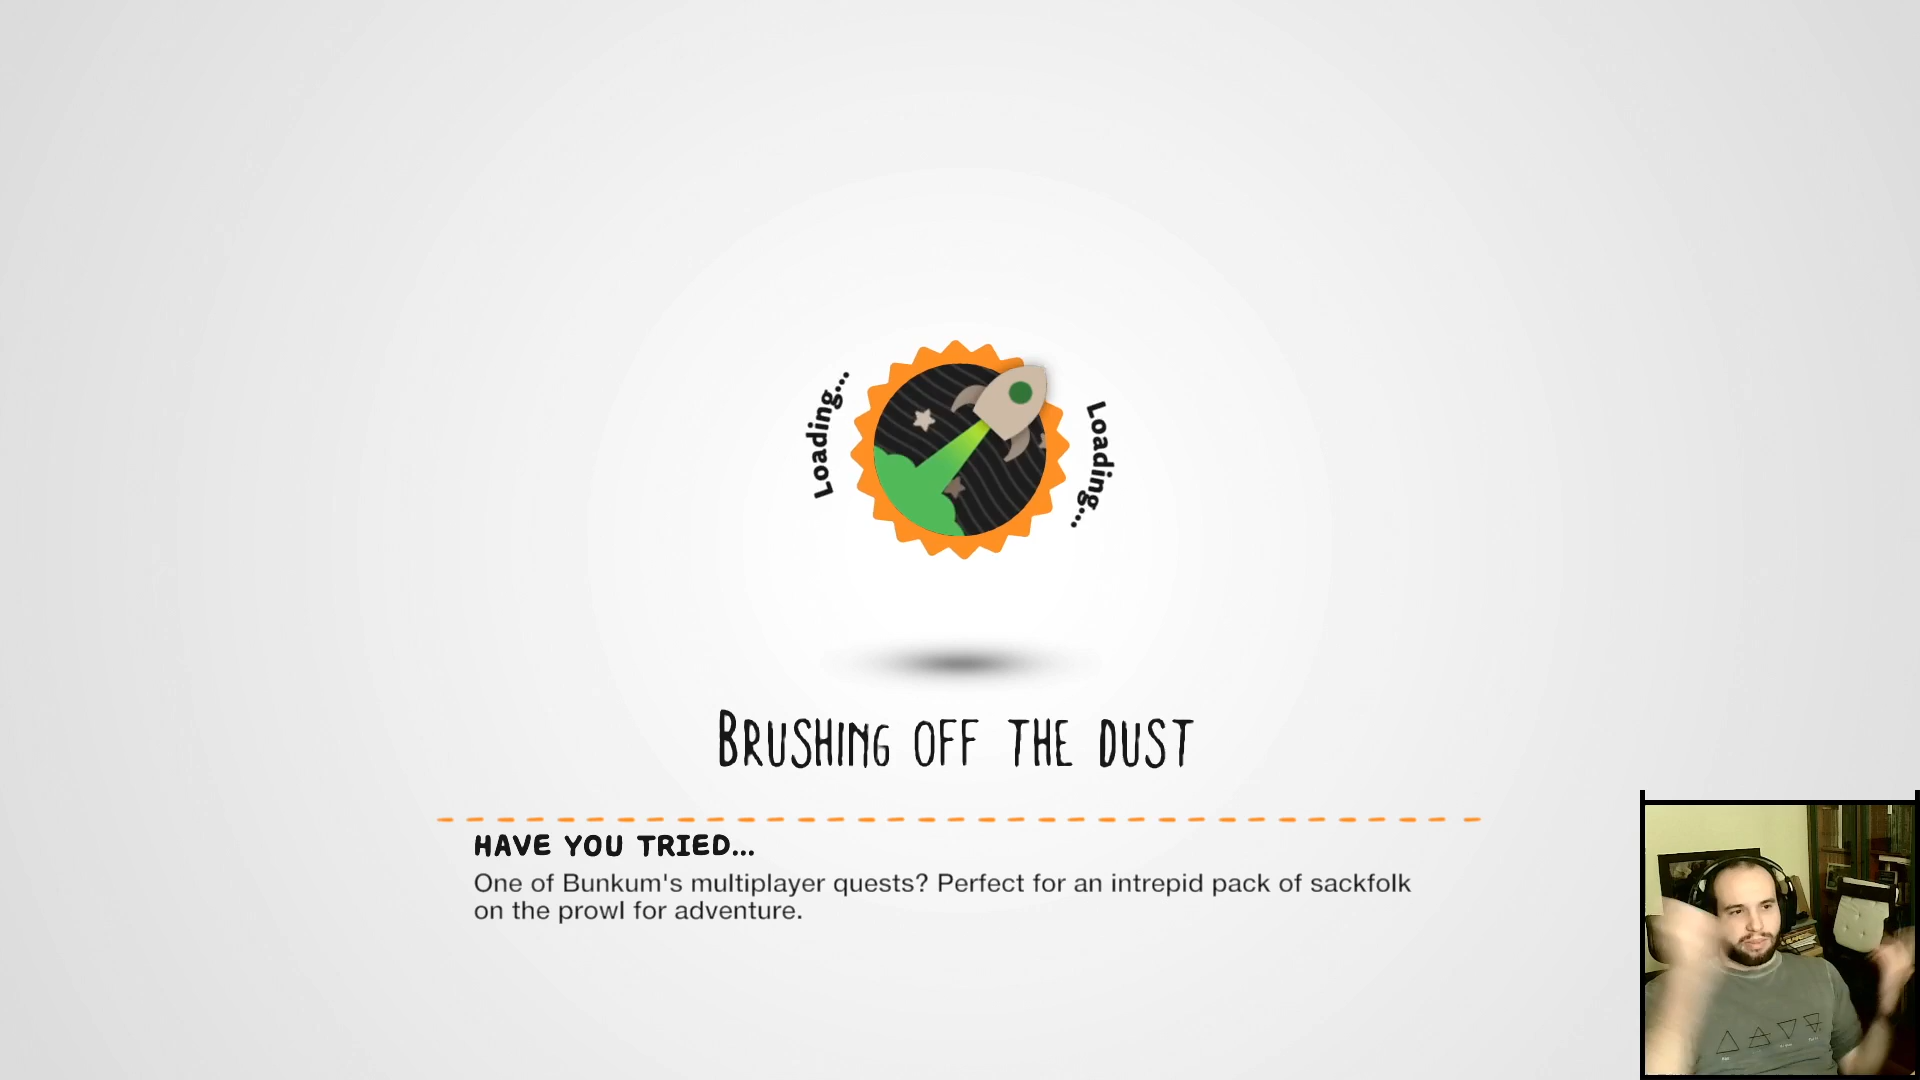 Loading...
Loading...
BRUSHING OFF THE DUST
HAVE YOU TRIED...
One of Bunkum's multiplayer quests? Perfect for an intrepid pack of sackfolk
on the prowl for adventure.